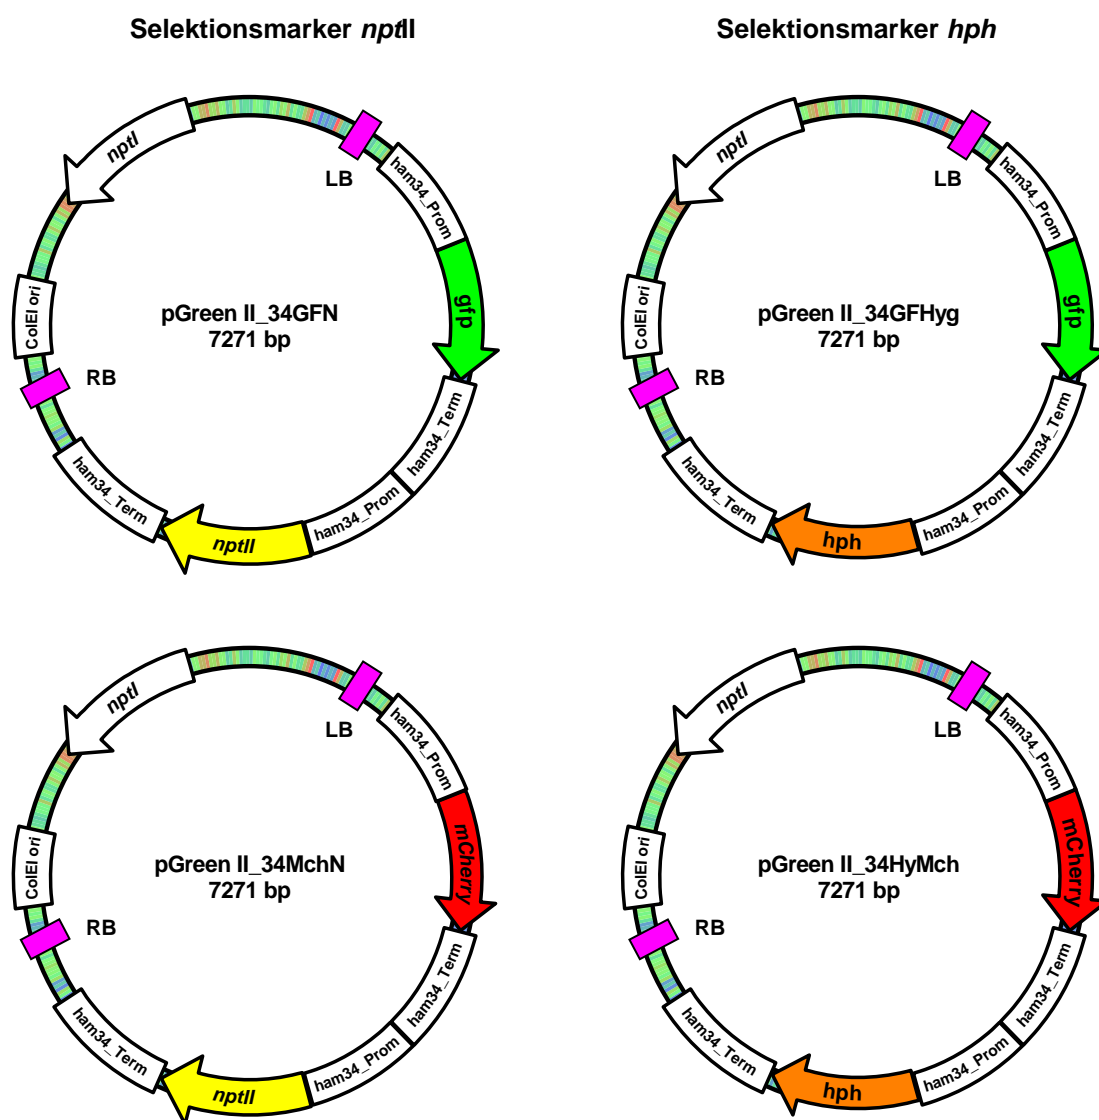 Selektionsmarker nptII
Selektionsmarker hph
nptI
LB
ham34_Prom
gfp
ham34_Term
ham34_Prom
nptII
ham34_Term
RB
ColEI ori
pGreen II_34GFN
7271 bp
nptI
LB
ham34_Prom
gfp
ham34_Term
ham34_Prom
hph
ham34_Term
RB
ColEI ori
pGreen II_34GFHyg
7271 bp
nptI
LB
ham34_Prom
mCherry
ham34_Term
ham34_Prom
nptII
ham34_Term
RB
ColEI ori
pGreen II_34MchN
7271 bp
nptI
LB
ham34_Prom
mCherry
ham34_Term
ham34_Prom
hph
ham34_Term
RB
ColEI ori
pGreen II_34HyMch
7271 bp